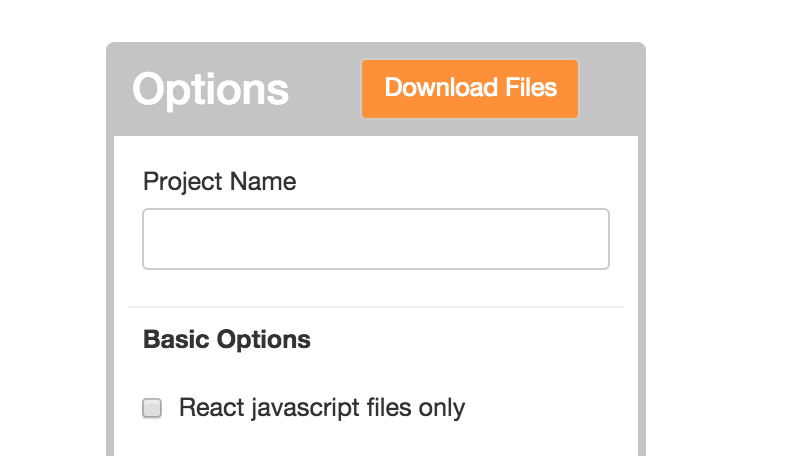 Options
Download Files
Project Name
Basic Options
React javascript files only